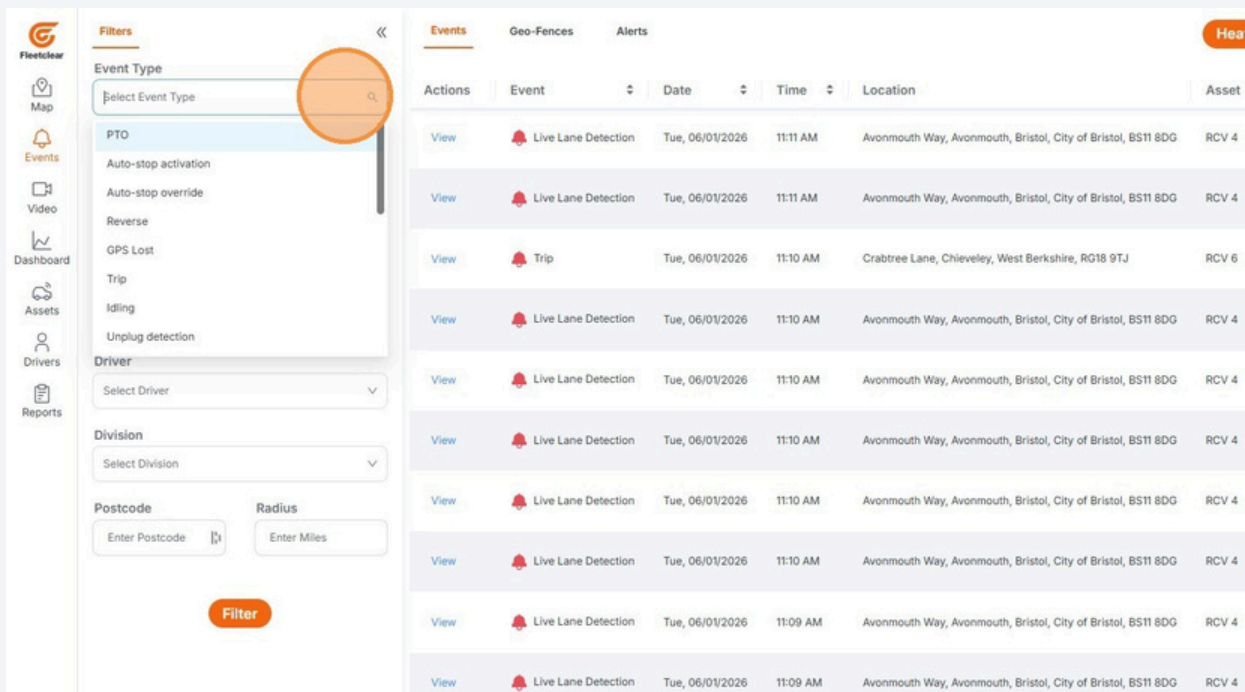 Fleetclear
Map
Events
Video
Dashboard
Assets
Drivers
Reports
Filters
Event Type
Select Event Type
PTO
Auto-stop activation
Auto-stop override
Reverse
GPS Lost
Trip
Idling
Unplug detection
Driver
Select Driver
Division
Select Division
Postcode Radius
Enter Postcode Enter Miles
Filter
Events Geo-Fences Alerts
Hea
Actions Event Date Time Location Asset
View Live Lane Detection Tue, 06/01/2026 11:11 AM Avonmouth Way, Avonmouth, Bristol, City of Bristol, BS11 8DG RCV 4
View Live Lane Detection Tue, 06/01/2026 11:11 AM Avonmouth Way, Avonmouth, Bristol, City of Bristol, BS11 8DG RCV 4
View Trip Tue, 06/01/2026 11:10 AM Crabtree Lane, Chieveley, West Berkshire, RG18 9TJ RCV 6
View Live Lane Detection Tue, 06/01/2026 11:10 AM Avonmouth Way, Avonmouth, Bristol, City of Bristol, BS11 8DG RCV 4
View Live Lane Detection Tue, 06/01/2026 11:10 AM Avonmouth Way, Avonmouth, Bristol, City of Bristol, BS11 8DG RCV 4
View Live Lane Detection Tue, 06/01/2026 11:10 AM Avonmouth Way, Avonmouth, Bristol, City of Bristol, BS11 8DG RCV 4
View Live Lane Detection Tue, 06/01/2026 11:10 AM Avonmouth Way, Avonmouth, Bristol, City of Bristol, BS11 8DG RCV 4
View Live Lane Detection Tue, 06/01/2026 11:10 AM Avonmouth Way, Avonmouth, Bristol, City of Bristol, BS11 8DG RCV 4
View Live Lane Detection Tue, 06/01/2026 11:09 AM Avonmouth Way, Avonmouth, Bristol, City of Bristol, BS11 8DG RCV 4
View Live Lane Detection Tue, 06/01/2026 11:09 AM Avonmouth Way, Avonmouth, Bristol, City of Bristol, BS11 8DG RCV 4